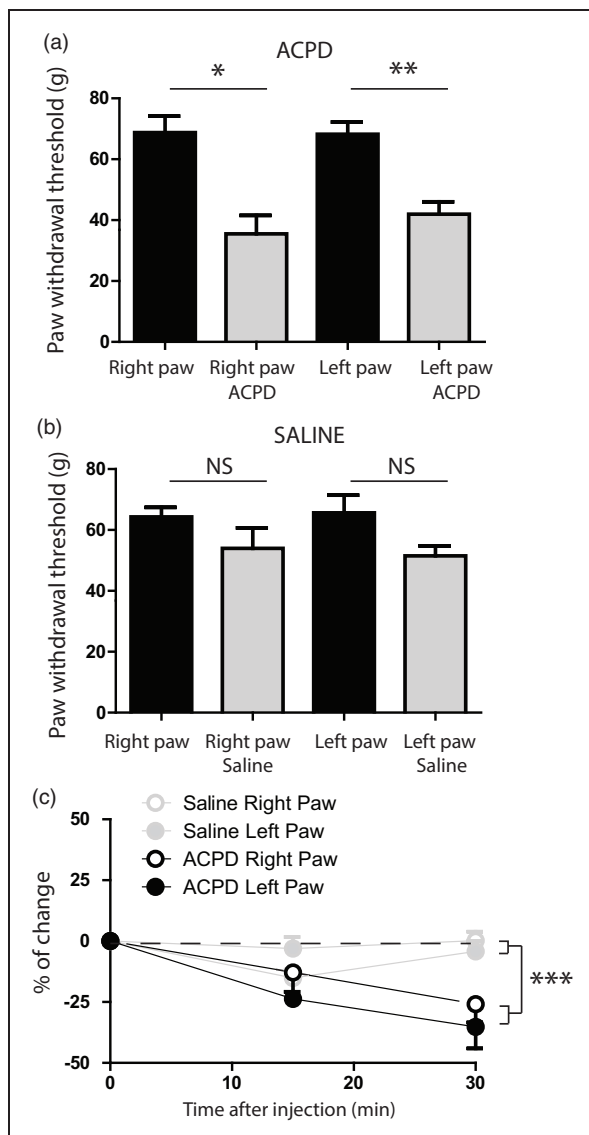 (a)
ACPD
* **
Paw withdrawal threshold (g)
80
60
40
20
0
Right paw Right paw Left paw Left paw
ACPD ACPD
(b)
SALINE
NS NS
Paw withdrawal threshold (g)
80
60
40
20
0
Right paw Right paw Left paw Left paw
Saline Saline
(c)
Saline Right Paw
Saline Left Paw
ACPD Right Paw
ACPD Left Paw
% of change
50
25
0
-25
-50
***
0 10 20 30
Time after injection (min)